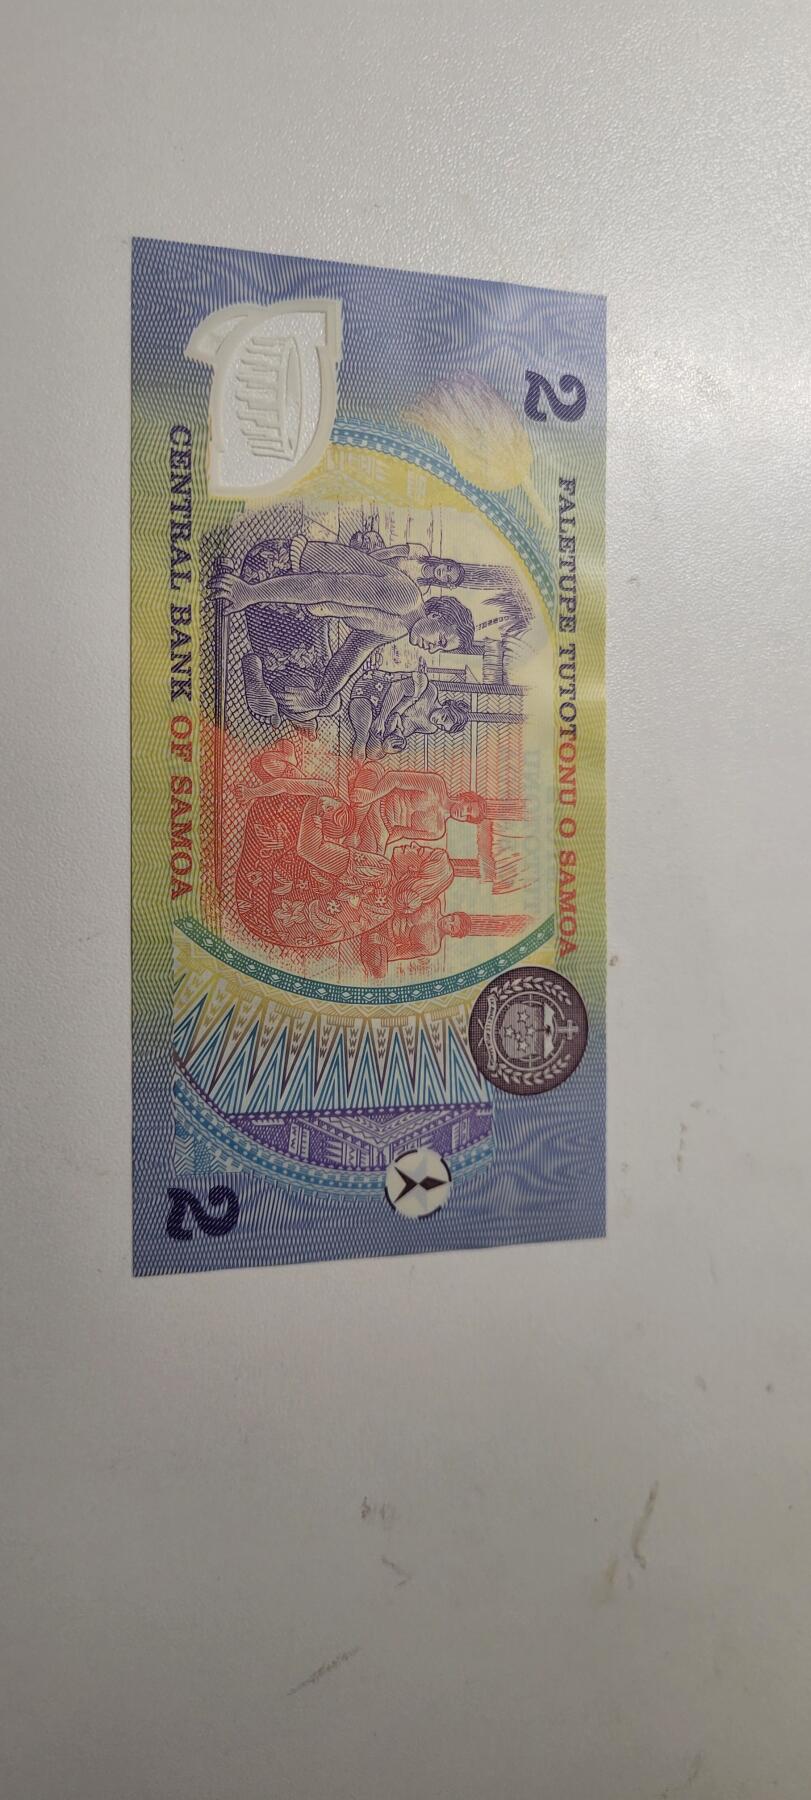 2
FALETUPE TUTOTONU O SAMOA
CENTRAL BANK OF SAMOA
2